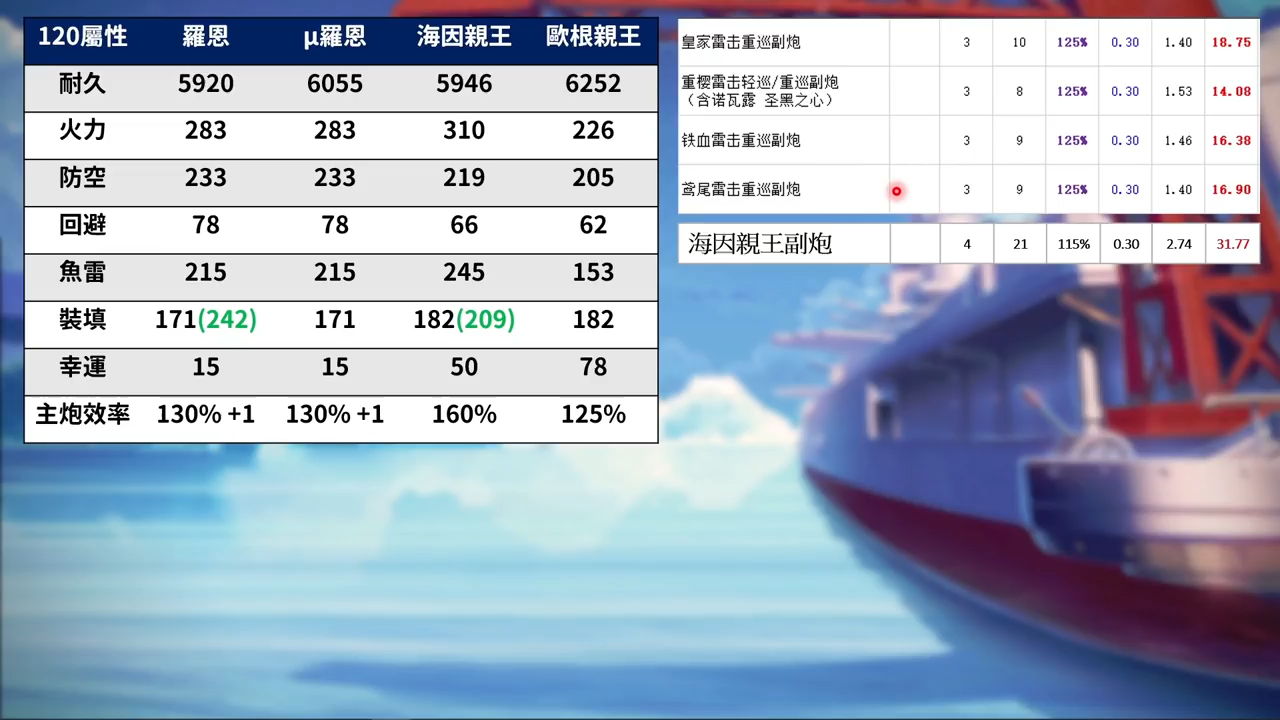 120屬性 羅恩 μ羅恩 海因親王 歐根親王
耐久 5920 6055 5946 6252
火力 283 283 310 226
防空 233 233 219 205
回避 78 78 66 62
魚雷 215 215 245 153
裝填 171(242) 171 182(209) 182
幸運 15 15 50 78
主炮效率 130% +1 130% +1 160% 125%
皇家雷击重巡副炮 3 10 125% 0.30 1.40 18.75
重樱雷击轻巡/重巡副炮
（含诺瓦露 圣黑之心） 3 8 125% 0.30 1.53 14.08
铁血雷击重巡副炮 3 9 125% 0.30 1.46 16.38
鸢尾雷击重巡副炮 3 9 125% 0.30 1.40 16.90
海因親王副炮 4 21 115% 0.30 2.74 31.77